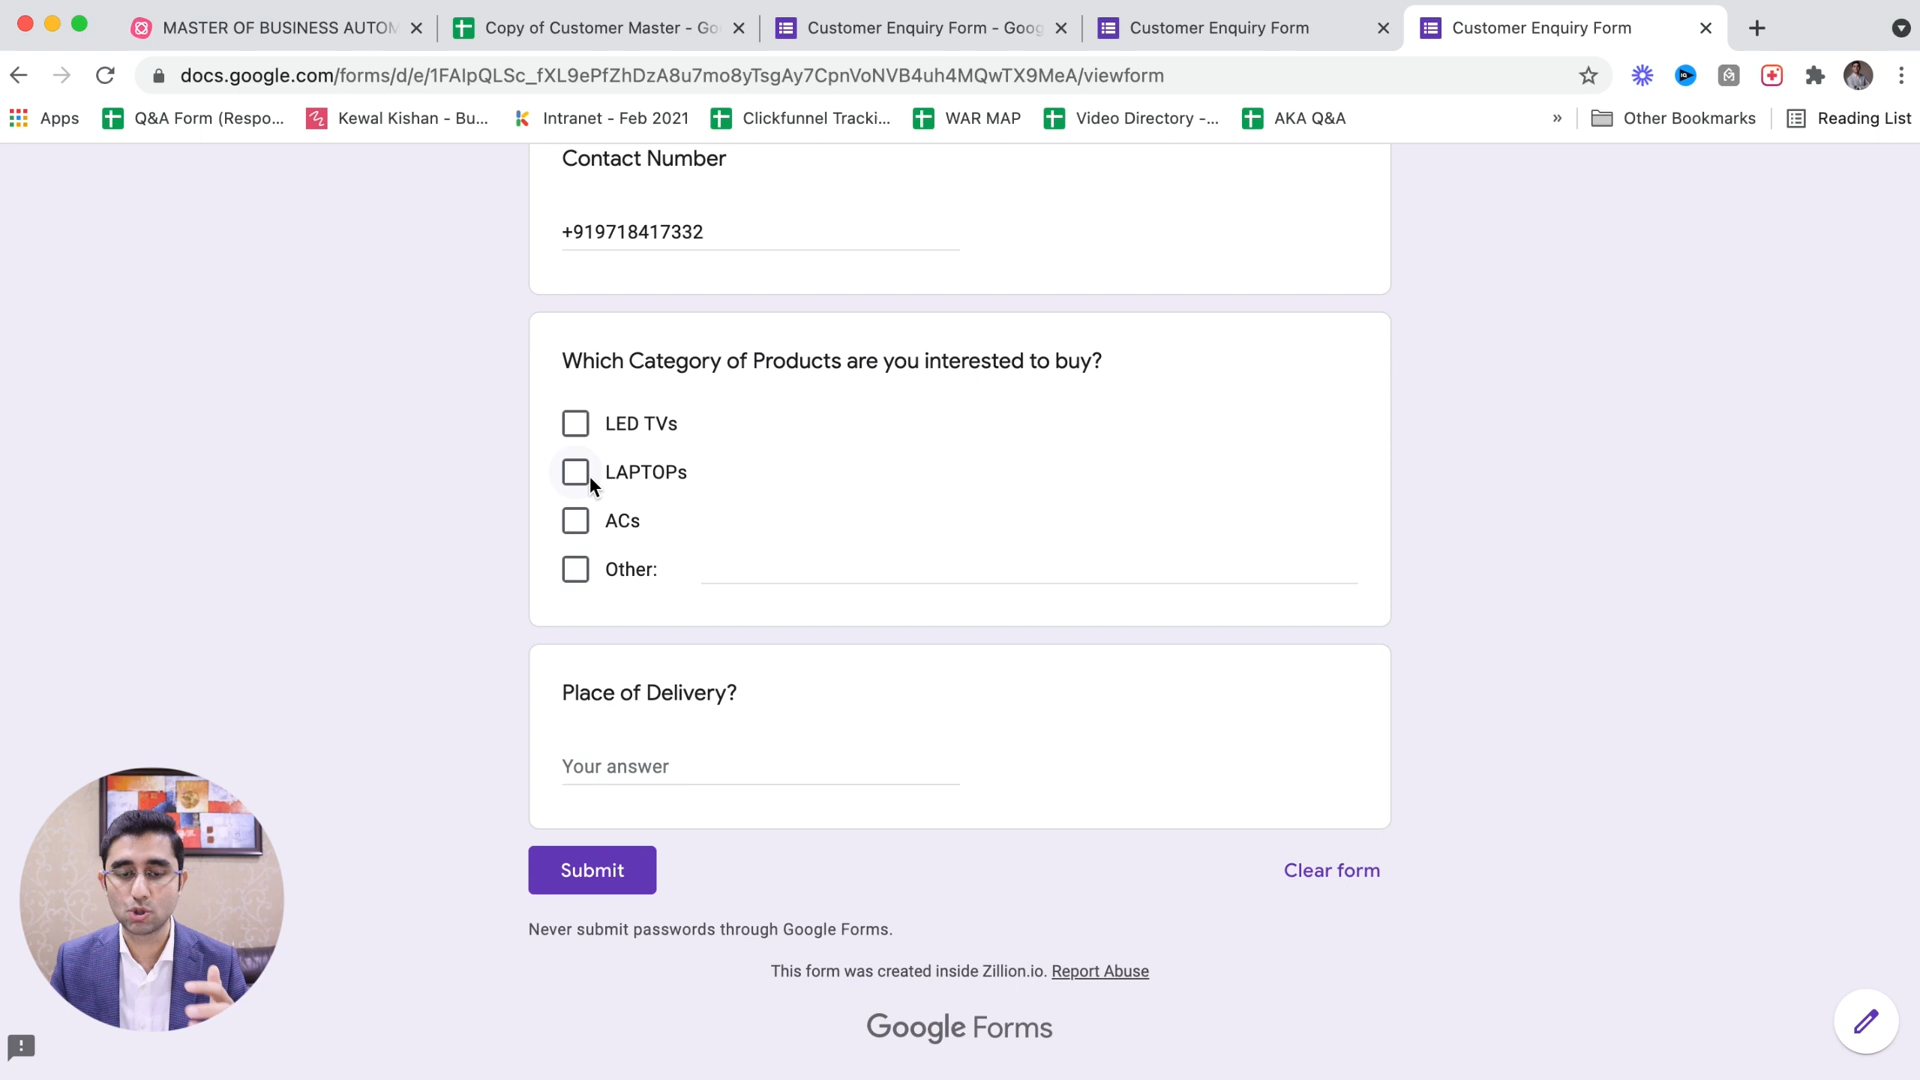 MASTER OF BUSINESS AUTOM
Copy of Customer Master - Go
Customer Enquiry Form - Goog
Customer Enquiry Form
Customer Enquiry Form
docs.google.com/forms/d/e/1FAIpQLSc_fXL9ePfZhDzA8u7mo8yTsgAy7CpnVoNVB4uh4MQwTX9MeA/viewform
Apps
Q&A Form (Respo...
Kewal Kishan - Bu...
Intranet - Feb 2021
Clickfunnel Tracki...
WAR MAP
Video Directory -...
AKA Q&A
»
Other Bookmarks
Reading List
Contact Number
+919718417332
Which Category of Products are you interested to buy?
LED TVs
LAPTOPs
ACs
Other:
Place of Delivery?
Your answer
Submit
Clear form
Never submit passwords through Google Forms.
This form was created inside Zillion.io. Report Abuse
Google Forms